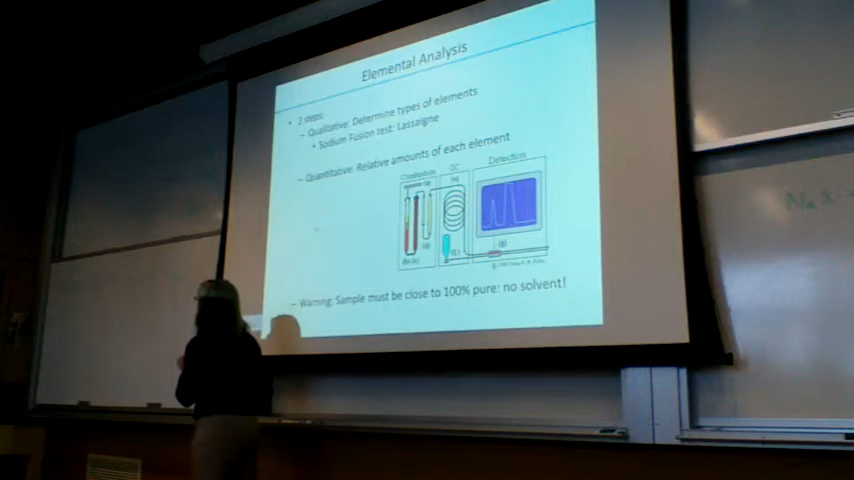 Elemental Analysis
• 2 steps:
– Qualitative: Determine types of elements
• Sodium Fusion test: Lassaigne
– Quantitative: Relative amounts of each element
Combustion GC Detection
– Warning: Sample must be close to 100% pure: no solvent!